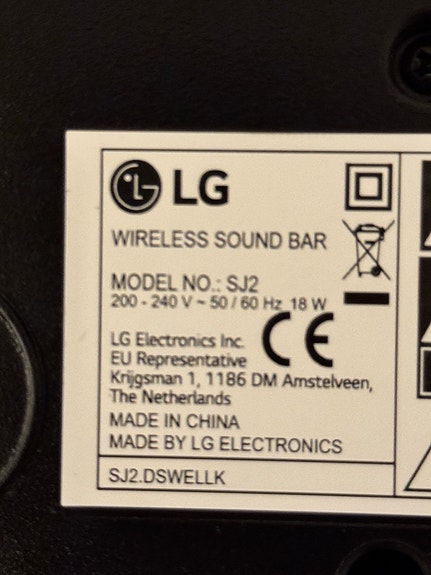 LG
WIRELESS SOUND BAR
MODEL NO.: SJ2
200 - 240 V ~ 50 / 60 Hz 18 W
CE
LG Electronics Inc.
EU Representative
Krijgsman 1, 1186 DM Amstelveen,
The Netherlands
MADE IN CHINA
MADE BY LG ELECTRONICS
SJ2.DSWELLK